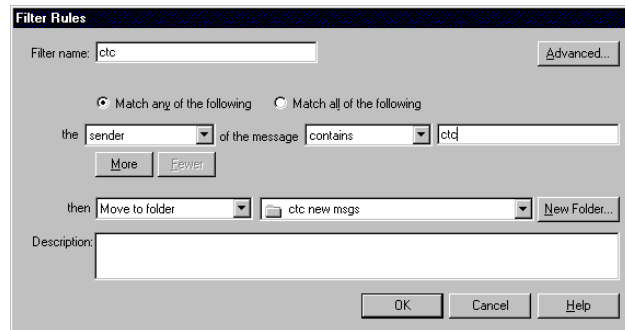 Filter Rules
Filter name: ctc Advanced...
Match any of the following Match all of the following
the sender of the message contains ctc
More Fewer
then Move to folder ctc new msgs New Folder...
Description:
OK Cancel Help